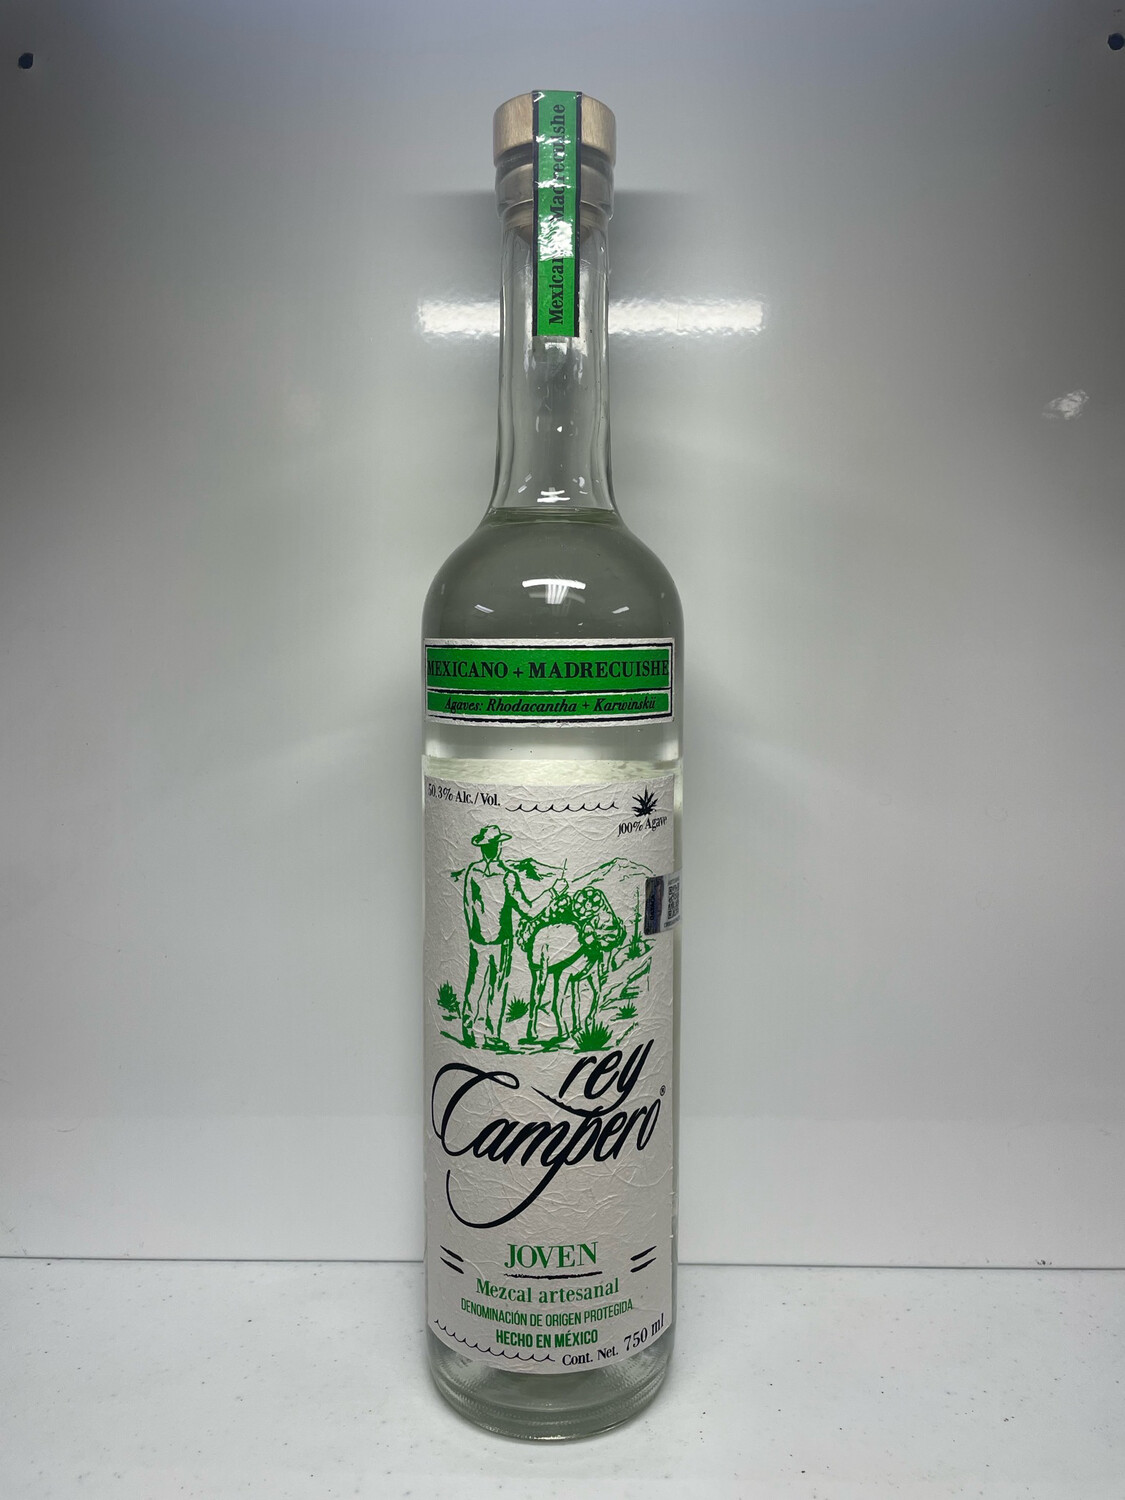 Mexicano Madrecuishe
MEXICANO + MADRECUISHE
Agaves: Rhodacantha + Karwinskii
50.3% Alc./Vol.
100% Agave
rey
Campero®
JOVEN
Mezcal artesanal
DENOMINACIÓN DE ORIGEN PROTEGIDA
HECHO EN MÉXICO
Cont. Net. 750 ml